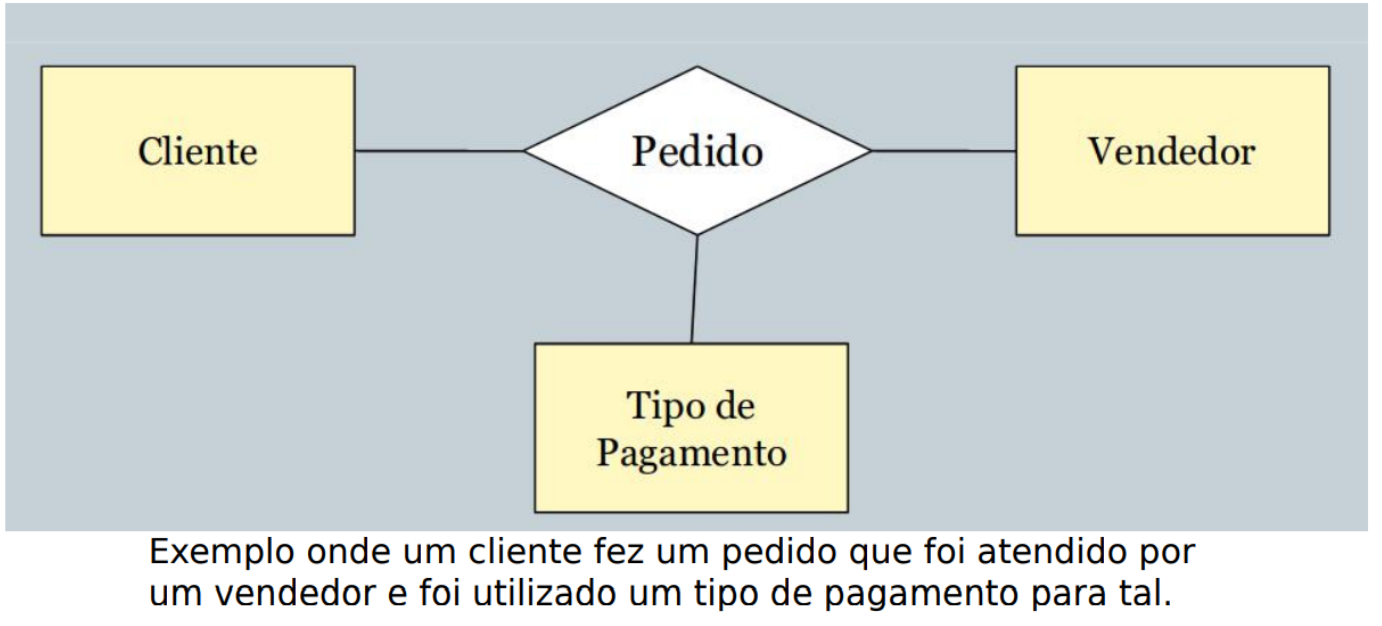 Cliente
Pedido
Vendedor
Tipo de
Pagamento
Exemplo onde um cliente fez um pedido que foi atendido por
um vendedor e foi utilizado um tipo de pagamento para tal.